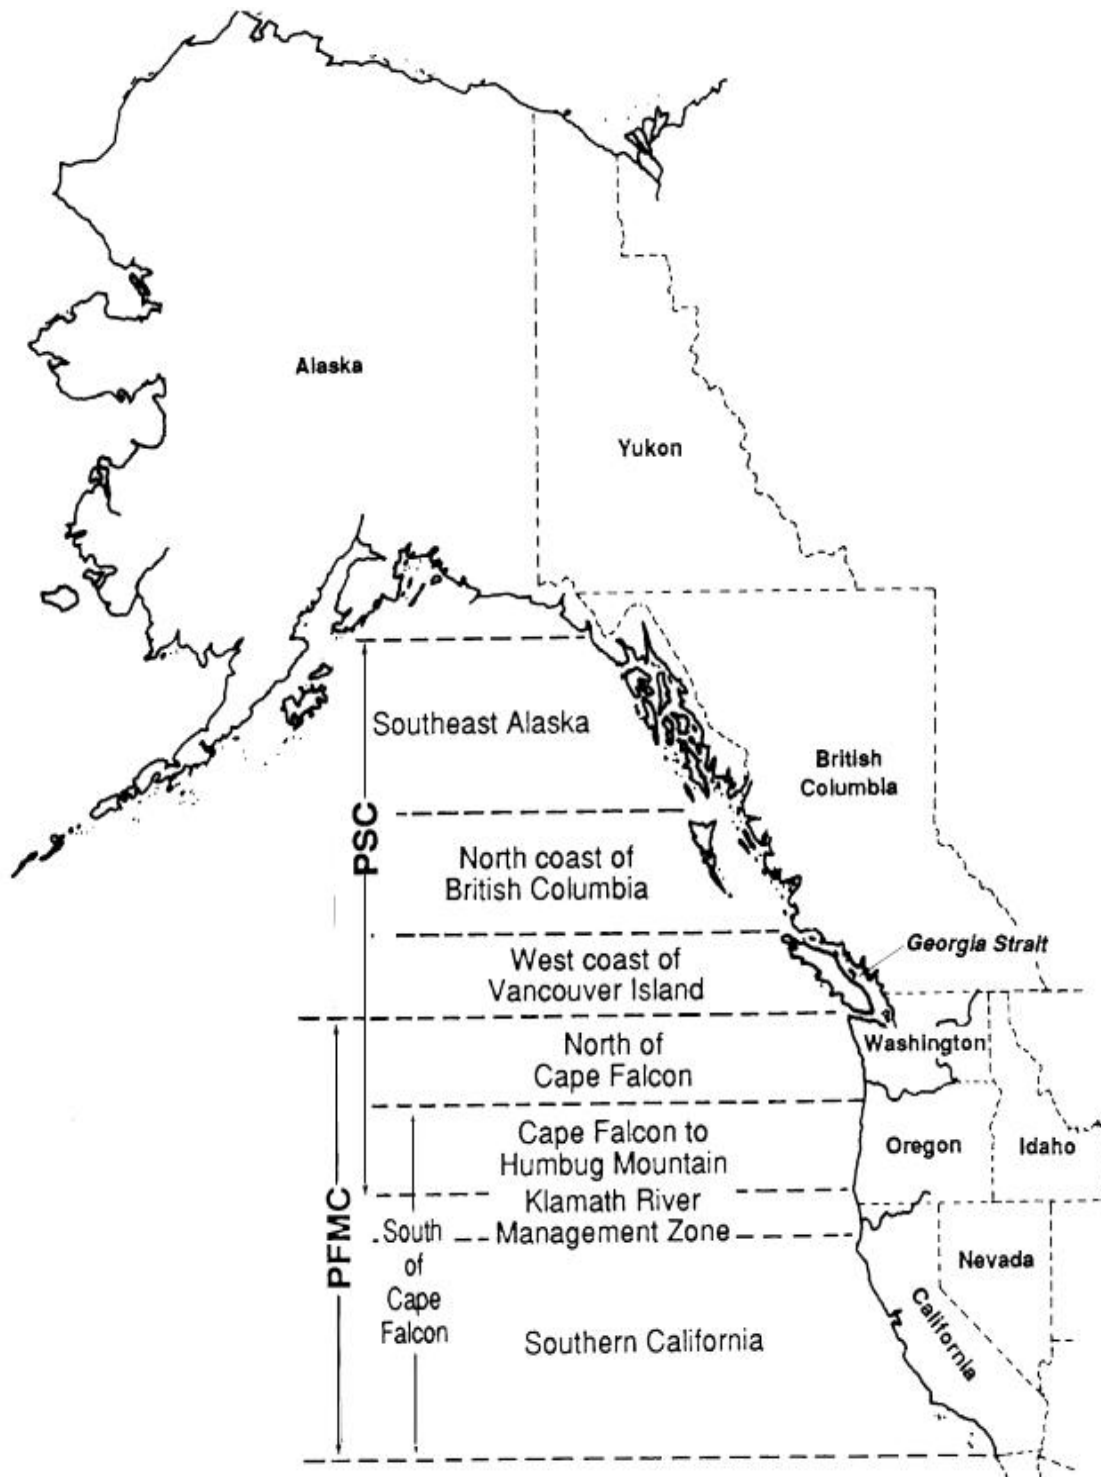 Alaska
Yukon
Southeast Alaska
British
Columbia
PSC
North coast of
British Columbia
Georgia Strait
West coast of
Vancouver Island
Washington
North of
Cape Falcon
Cape Falcon to
Humbug Mountain
Oregon
Idaho
Klamath River
Management Zone
PFMC
South
of
Cape
Falcon
Nevada
California
Southern California